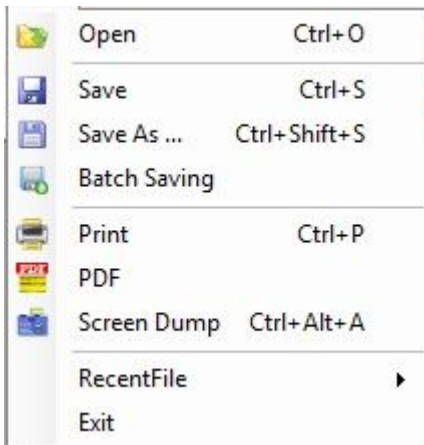 Open Ctrl+O
Save Ctrl+S
Save As ... Ctrl+Shift+S
Batch Saving
Print Ctrl+P
PDF PDF
Screen Dump Ctrl+Alt+A
RecentFile
Exit